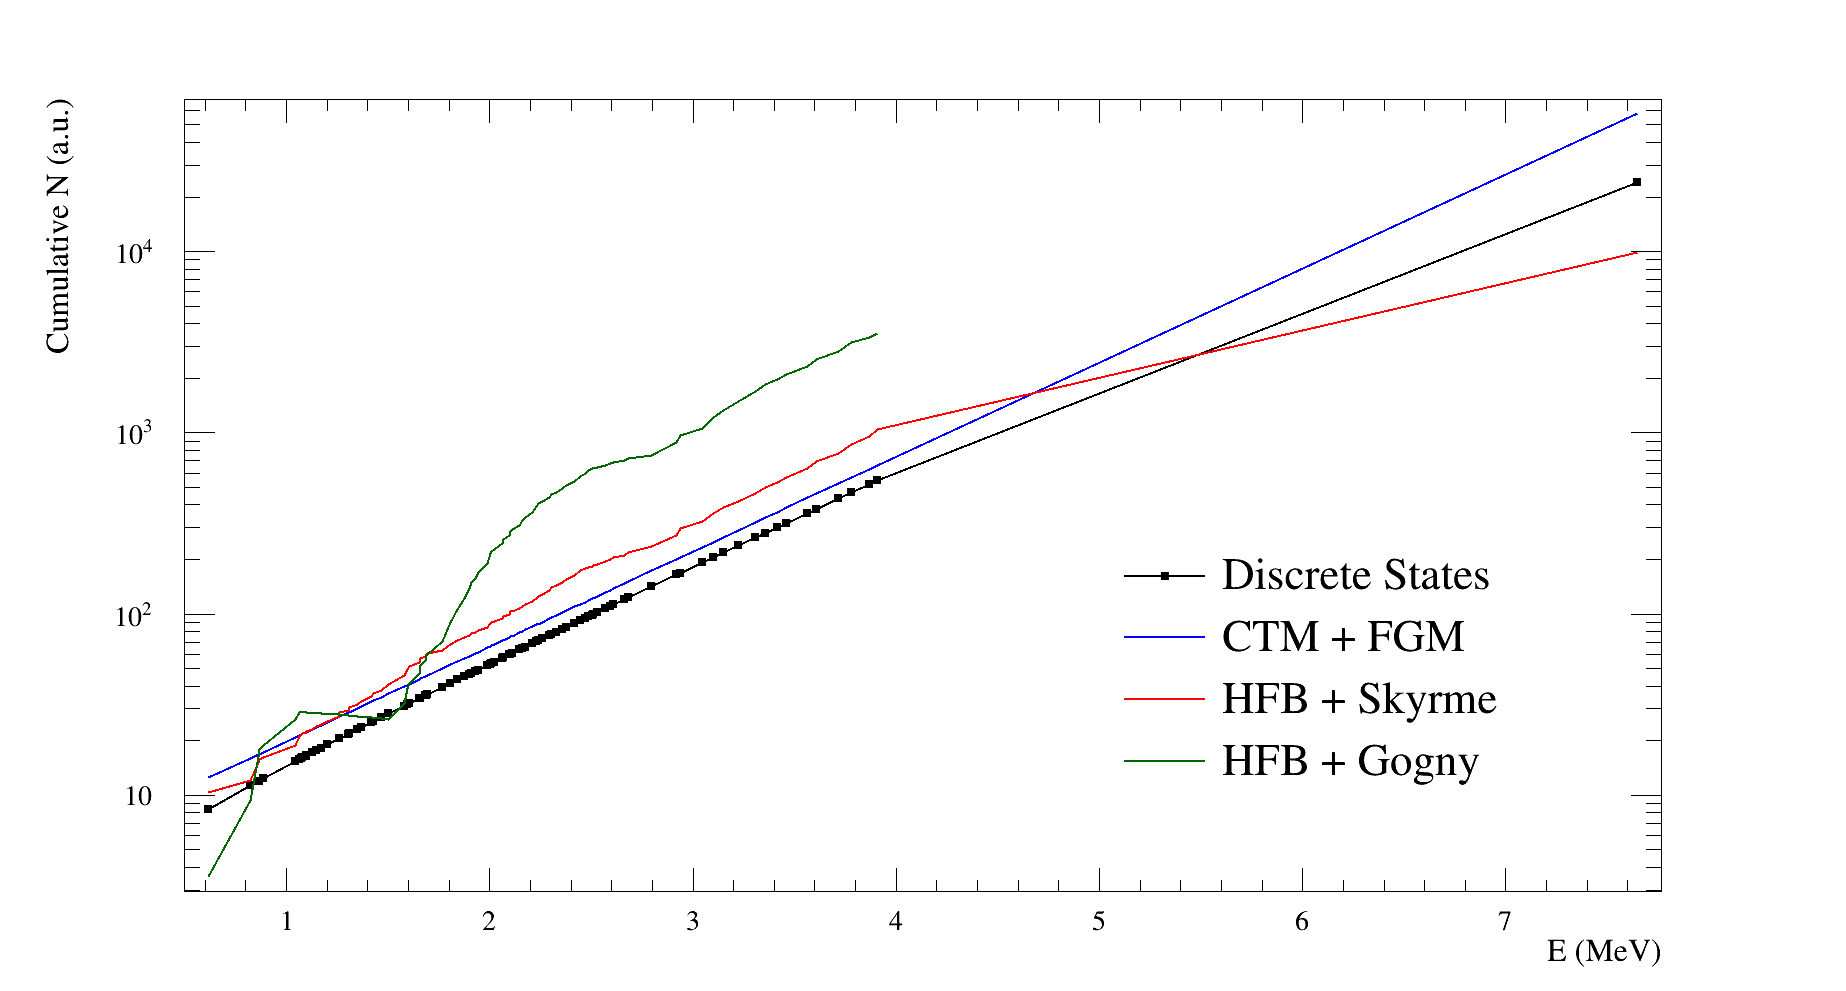 Cumulative N (a.u.)
10⁴
10³
10²
10
Discrete States
CTM + FGM
HFB + Skyrme
HFB + Gogny
1 2 3 4 5 6 7
E (MeV)